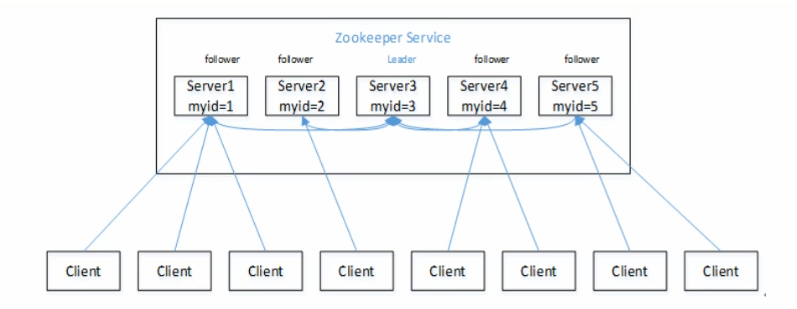 Zookeeper Service
follower follower Leader follower follower
Server1 Server2 Server3 Server4 Server5
myid=1 myid=2 myid=3 myid=4 myid=5
Client Client Client Client Client Client Client Client